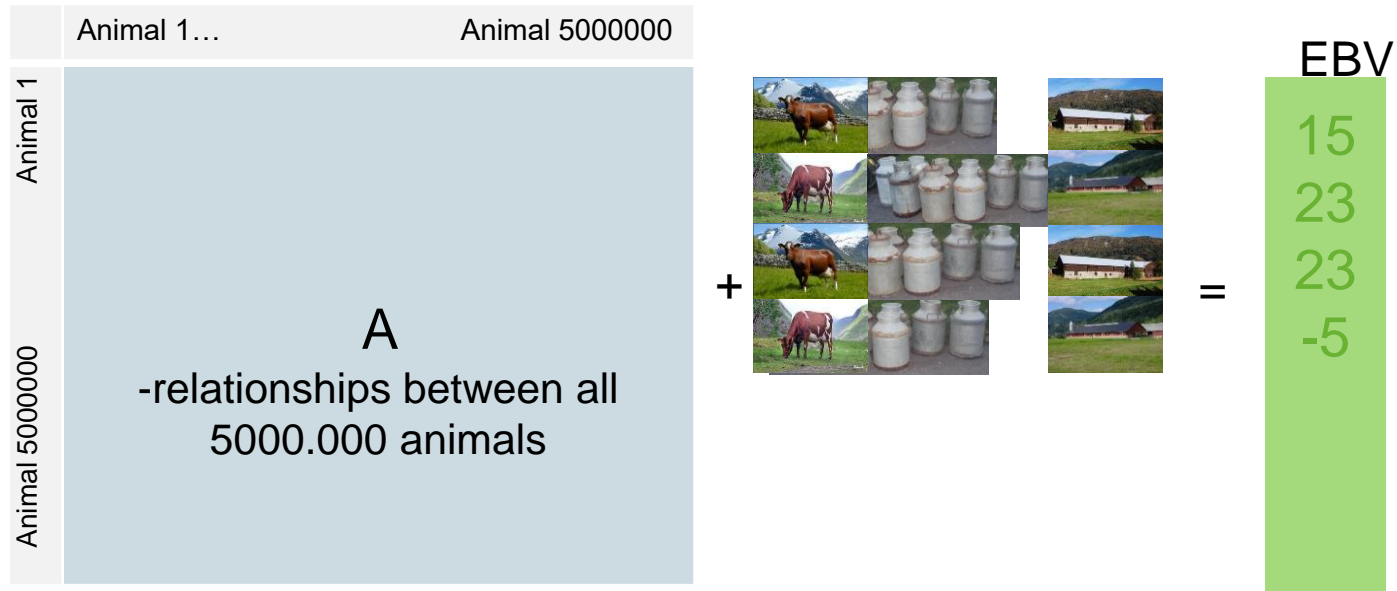 Animal 1… Animal 5000000
Animal 1
Animal 5000000
A
-relationships between all
5000.000 animals
+
=
EBV
15
23
23
-5